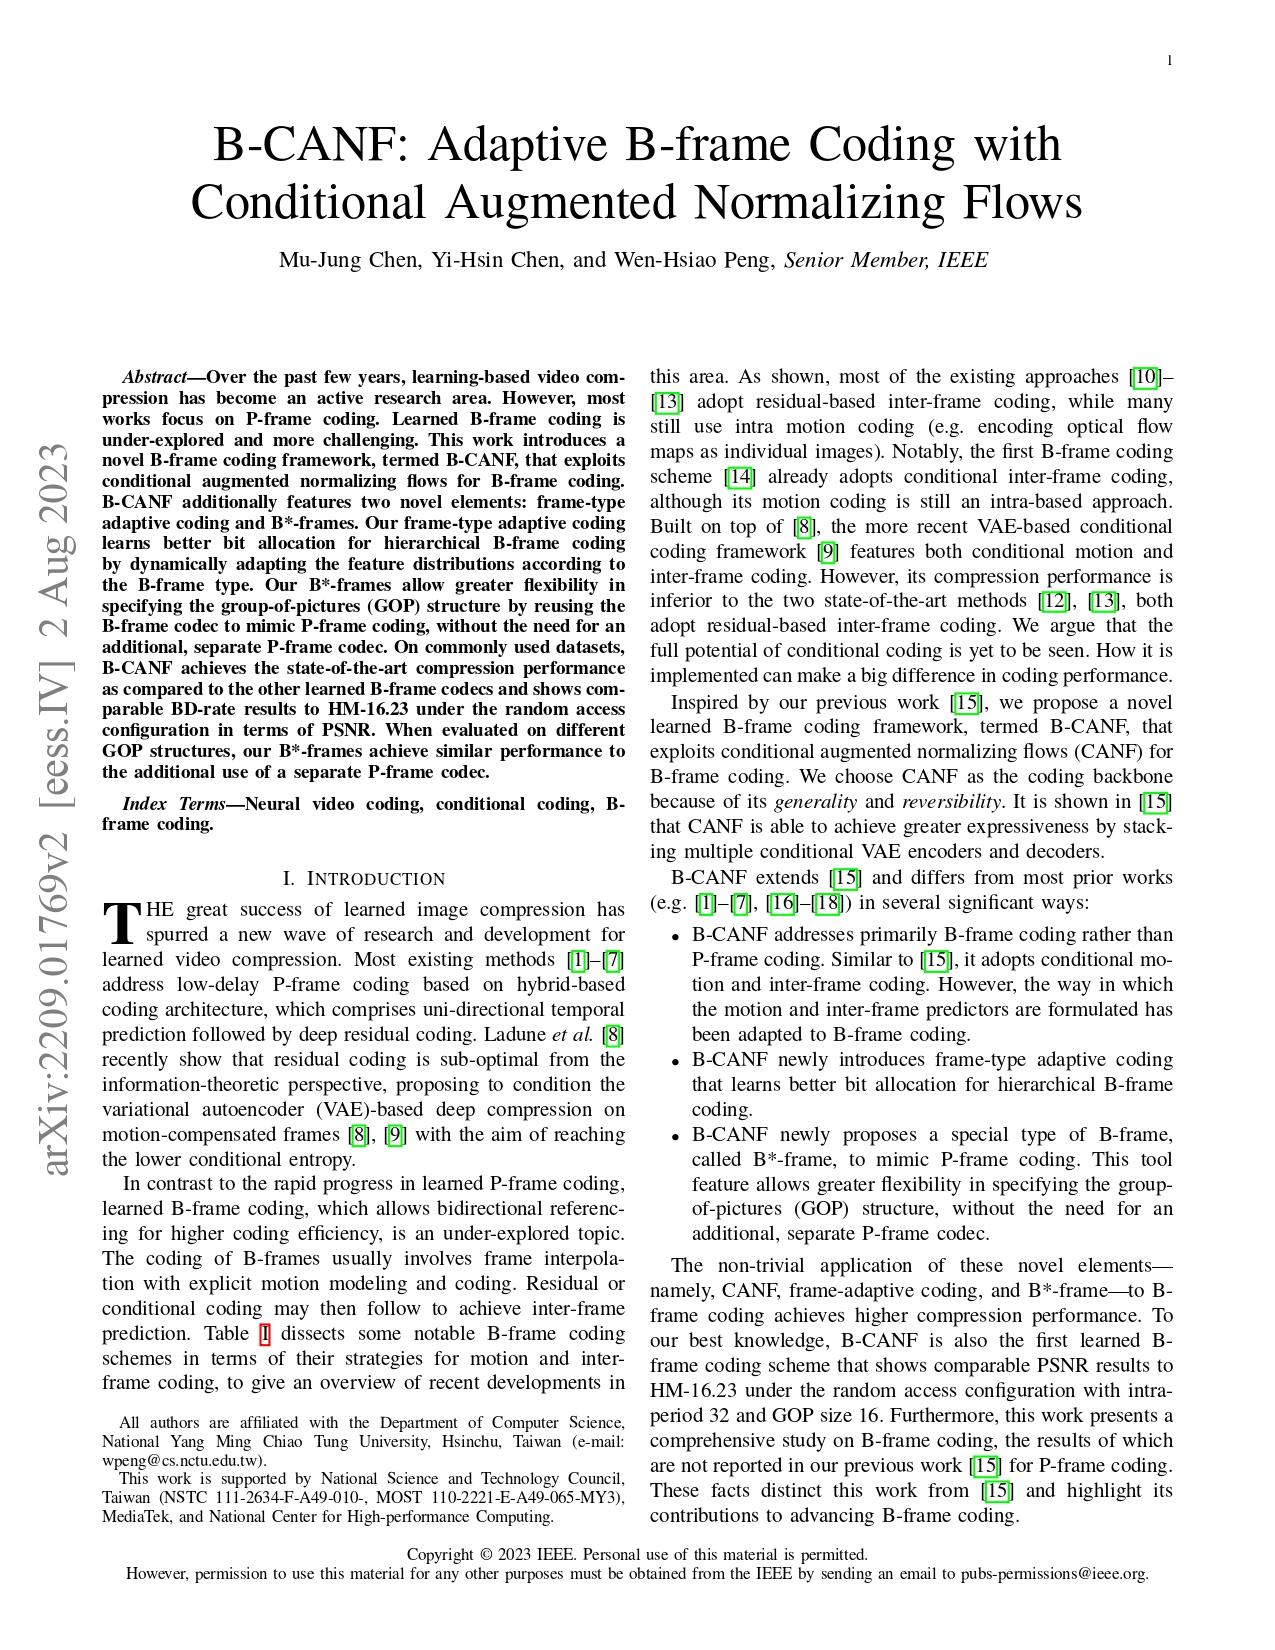 1
B-CANF: Adaptive B-frame Coding with
Conditional Augmented Normalizing Flows
Mu-Jung Chen, Yi-Hsin Chen, and Wen-Hsiao Peng, Senior Member, IEEE
arXiv:2209.01769v2 [eess.IV] 2 Aug 2023
Abstract—Over the past few years, learning-based video com-
pression has become an active research area. However, most
works focus on P-frame coding. Learned B-frame coding is
under-explored and more challenging. This work introduces a
novel B-frame coding framework, termed B-CANF, that exploits
conditional augmented normalizing flows for B-frame coding.
B-CANF additionally features two novel elements: frame-type
adaptive coding and B*-frames. Our frame-type adaptive coding
learns better bit allocation for hierarchical B-frame coding
by dynamically adapting the feature distributions according to
the B-frame type. Our B*-frames allow greater flexibility in
specifying the group-of-pictures (GOP) structure by reusing the
B-frame codec to mimic P-frame coding, without the need for an
additional, separate P-frame codec. On commonly used datasets,
B-CANF achieves the state-of-the-art compression performance
as compared to the other learned B-frame codecs and shows com-
parable BD-rate results to HM-16.23 under the random access
configuration in terms of PSNR. When evaluated on different
GOP structures, our B*-frames achieve similar performance to
the additional use of a separate P-frame codec.
Index Terms—Neural video coding, conditional coding, B-
frame coding.
I. INTRODUCTION
THE great success of learned image compression has
spurred a new wave of research and development for
learned video compression. Most existing methods [1]–[7]
address low-delay P-frame coding based on hybrid-based
coding architecture, which comprises uni-directional temporal
prediction followed by deep residual coding. Ladune et al. [8]
recently show that residual coding is sub-optimal from the
information-theoretic perspective, proposing to condition the
variational autoencoder (VAE)-based deep compression on
motion-compensated frames [8], [9] with the aim of reaching
the lower conditional entropy.
In contrast to the rapid progress in learned P-frame coding,
learned B-frame coding, which allows bidirectional referenc-
ing for higher coding efficiency, is an under-explored topic.
The coding of B-frames usually involves frame interpola-
tion with explicit motion modeling and coding. Residual or
conditional coding may then follow to achieve inter-frame
prediction. Table I dissects some notable B-frame coding
schemes in terms of their strategies for motion and inter-
frame coding, to give an overview of recent developments in
All authors are affiliated with the Department of Computer Science,
National Yang Ming Chiao Tung University, Hsinchu, Taiwan (e-mail:
wpeng@cs.nctu.edu.tw).
This work is supported by National Science and Technology Council,
Taiwan (NSTC 111-2634-F-A49-010-, MOST 110-2221-E-A49-065-MY3),
MediaTek, and National Center for High-performance Computing.
this area. As shown, most of the existing approaches [10]–
[13] adopt residual-based inter-frame coding, while many
still use intra motion coding (e.g. encoding optical flow
maps as individual images). Notably, the first B-frame coding
scheme [14] already adopts conditional inter-frame coding,
although its motion coding is still an intra-based approach.
Built on top of [8], the more recent VAE-based conditional
coding framework [9] features both conditional motion and
inter-frame coding. However, its compression performance is
inferior to the two state-of-the-art methods [12], [13], both
adopt residual-based inter-frame coding. We argue that the
full potential of conditional coding is yet to be seen. How it is
implemented can make a big difference in coding performance.
Inspired by our previous work [15], we propose a novel
learned B-frame coding framework, termed B-CANF, that
exploits conditional augmented normalizing flows (CANF) for
B-frame coding. We choose CANF as the coding backbone
because of its generality and reversibility. It is shown in [15]
that CANF is able to achieve greater expressiveness by stack-
ing multiple conditional VAE encoders and decoders.
B-CANF extends [15] and differs from most prior works
(e.g. [1]–[7], [16]–[18]) in several significant ways:
• B-CANF addresses primarily B-frame coding rather than
P-frame coding. Similar to [15], it adopts conditional mo-
tion and inter-frame coding. However, the way in which
the motion and inter-frame predictors are formulated has
been adapted to B-frame coding.
• B-CANF newly introduces frame-type adaptive coding
that learns better bit allocation for hierarchical B-frame
coding.
• B-CANF newly proposes a special type of B-frame,
called B*-frame, to mimic P-frame coding. This tool
feature allows greater flexibility in specifying the group-
of-pictures (GOP) structure, without the need for an
additional, separate P-frame codec.
The non-trivial application of these novel elements—
namely, CANF, frame-adaptive coding, and B*-frame—to B-
frame coding achieves higher compression performance. To
our best knowledge, B-CANF is also the first learned B-
frame coding scheme that shows comparable PSNR results to
HM-16.23 under the random access configuration with intra-
period 32 and GOP size 16. Furthermore, this work presents a
comprehensive study on B-frame coding, the results of which
are not reported in our previous work [15] for P-frame coding.
These facts distinct this work from [15] and highlight its
contributions to advancing B-frame coding.
Copyright © 2023 IEEE. Personal use of this material is permitted.
However, permission to use this material for any other purposes must be obtained from the IEEE by sending an email to pubs-permissions@ieee.org.